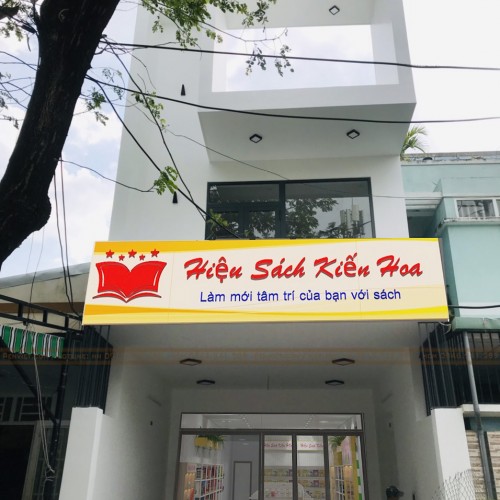 Hiệu Sách Kiến Hoa
Làm mới tâm trí của bạn với sách